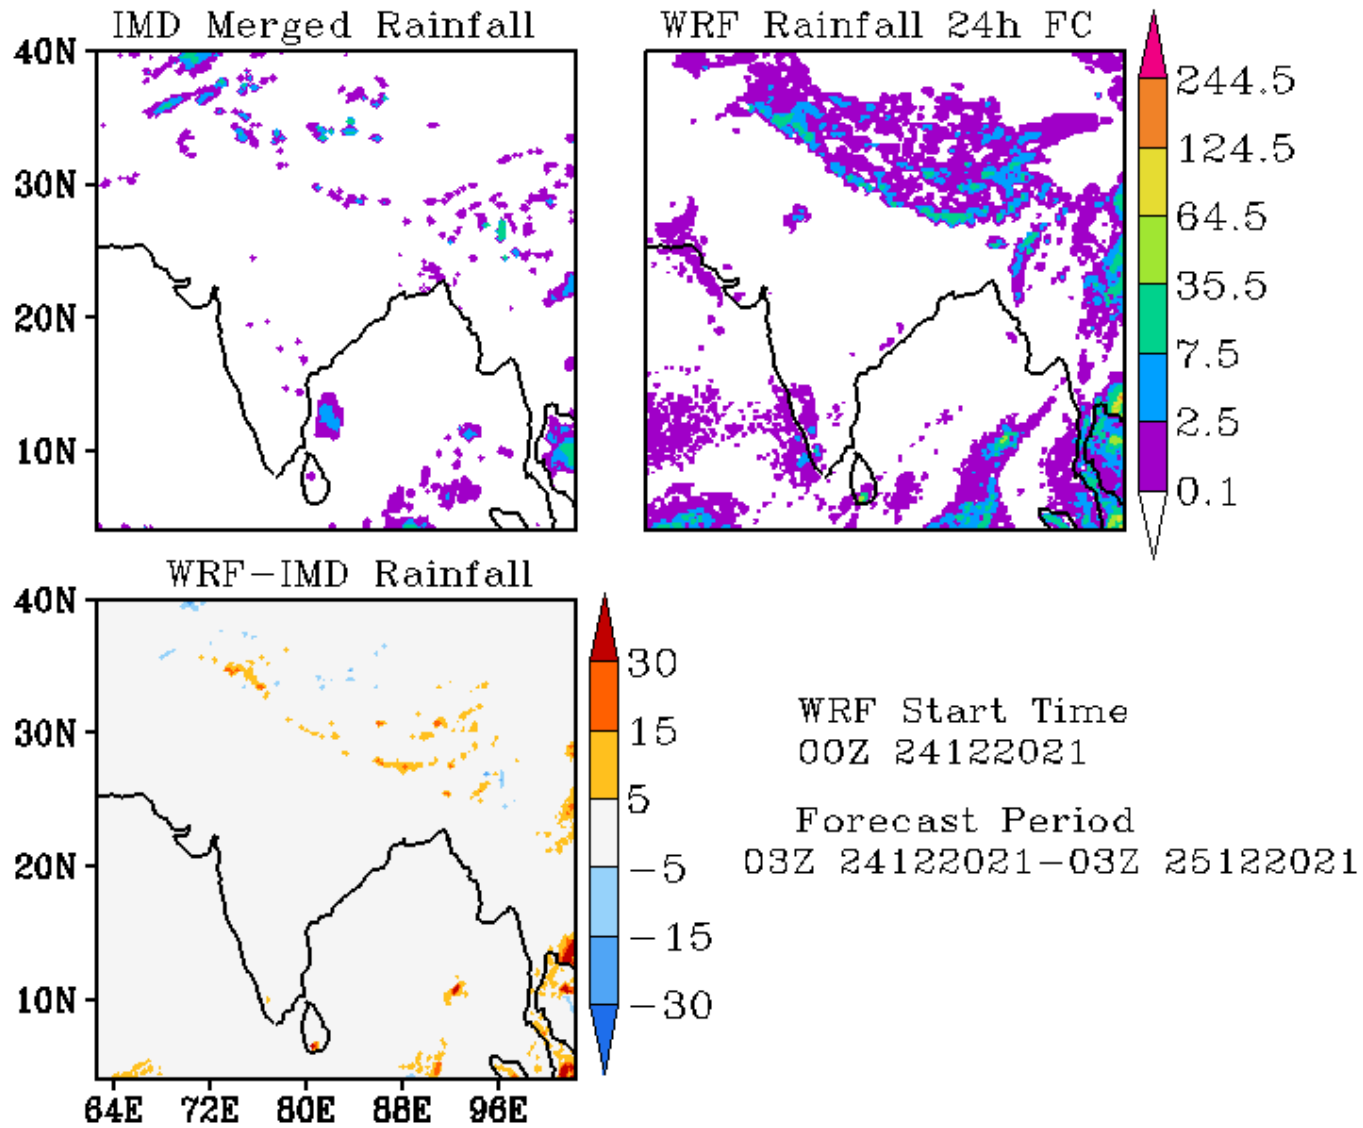 IMD Merged Rainfall
WRF Rainfall 24h FC
40N
30N
20N
10N
244.5
124.5
64.5
35.5
7.5
2.5
0.1
WRF-IMD Rainfall
40N
30N
20N
10N
64E 72E 80E 88E 96E
30
15
5
-5
-15
-30
WRF Start Time
00Z 24122021
Forecast Period
03Z 24122021-03Z 25122021